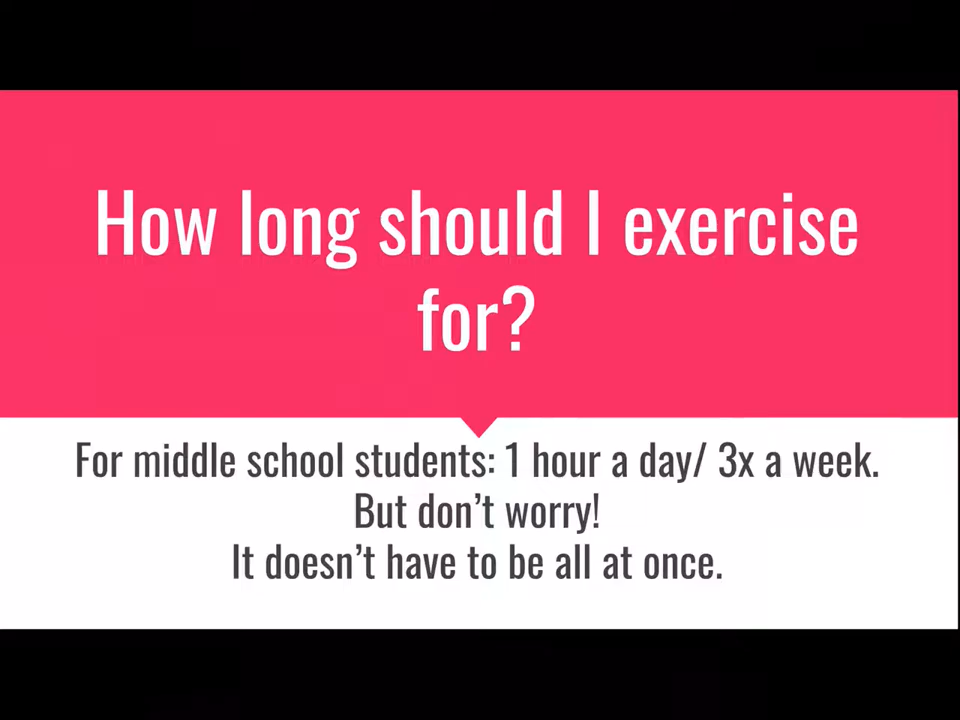 How long should I exercise
for?
For middle school students: 1 hour a day/ 3x a week.
But don’t worry!
It doesn’t have to be all at once.